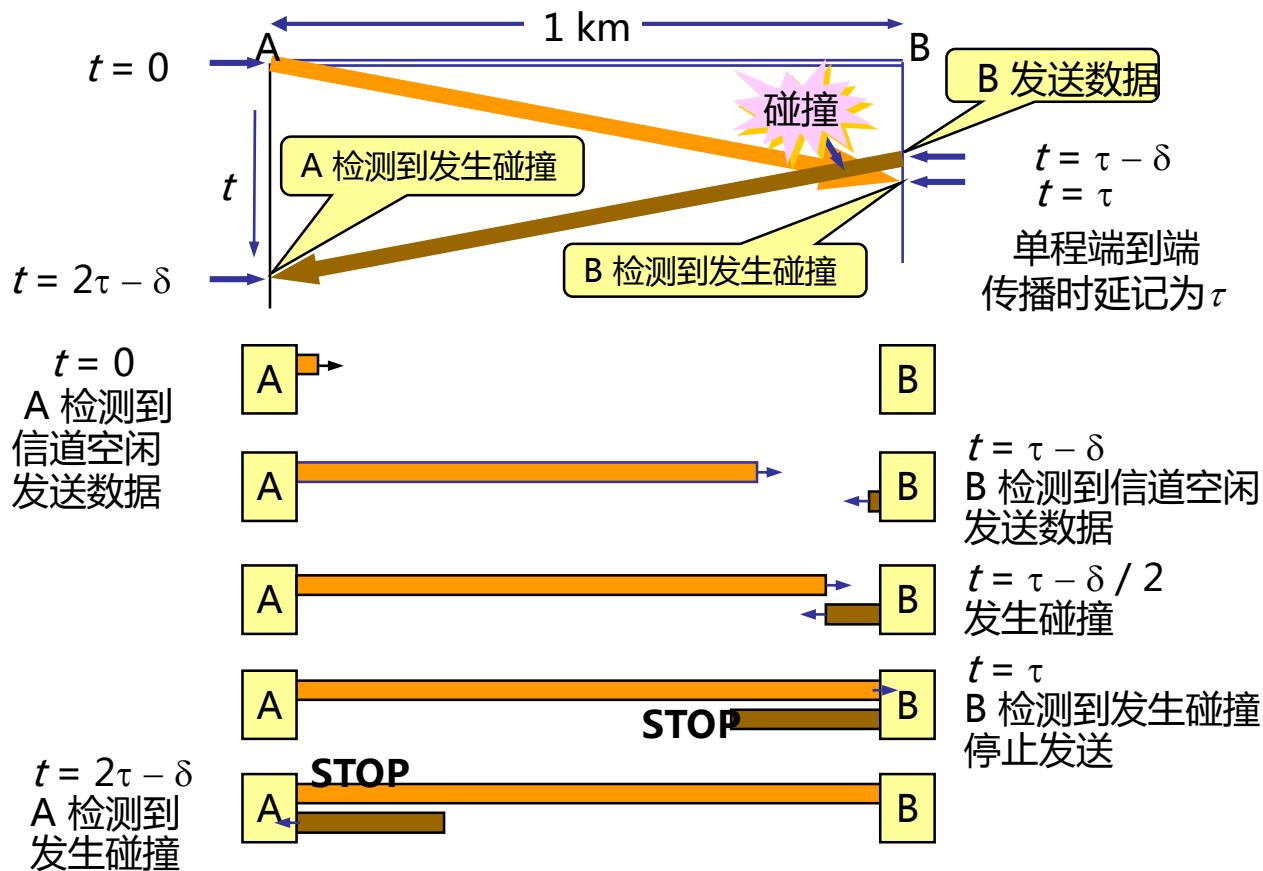 1 km
A
B
t = 0
B 发送数据
碰撞
A 检测到发生碰撞
t = τ – δ
t
t = τ
B 检测到发生碰撞
单程端到端
传播时延记为 τ
t = 2τ – δ
t = 0
A 检测到
信道空闲
发送数据
A
B
A
B
t = τ – δ
B 检测到信道空闲
发送数据
A
B
t = τ – δ / 2
发生碰撞
A
B
STOP
t = τ
B 检测到发生碰撞
停止发送
t = 2τ – δ
A 检测到
发生碰撞
STOP
A
B